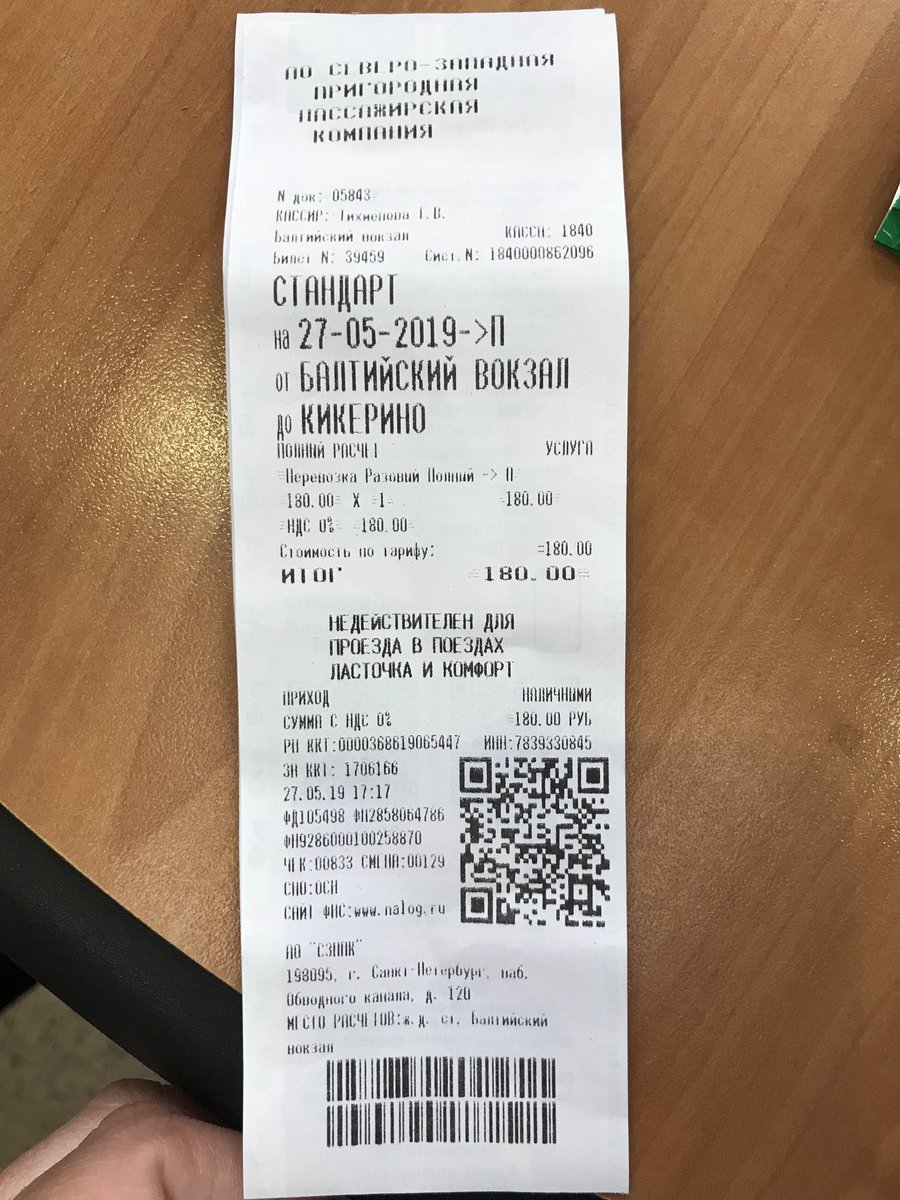 АО СЕВЕРО-ЗАПАДНАЯ
ПРИГОРОДНАЯ
ПАССАЖИРСКАЯ
КОМПАНИЯ
N док: 05843
КАССИР: Тихменова Т.В.
Балтийский вокзал КАССА: 1840
Билет N: 39459 Сист.N: 1840000862096
СТАНДАРТ
на 27-05-2019->П
от БАЛТИЙСКИЙ ВОКЗАЛ
до КИКЕРИНО
ПОЛНЫЙ РАСЧЕТ УСЛУГА
=Перевозка Разовый Полный -> П
=180.00= X =1= =180.00=
=НДС 0%= =180.00=
Стоимость по тарифу: =180.00
ИТОГ =180.00=
НЕДЕЙСТВИТЕЛЕН ДЛЯ
ПРОЕЗДА В ПОЕЗДАХ
ЛАСТОЧКА И КОМФОРТ
ПРИХОД НАЛИЧНЫМИ
СУММА С НДС 0% =180.00 РУБ
РН ККТ:0000368619065447 ИНН:7839330845
ЗН ККТ: 1706166
27.05.19 17:17
ФД105498 ФП2858064786
ФН9286000100258870
ЧЕК:00833 СМЕНА:00129
СНО:ОСН
САЙТ ФНС:www.nalog.ru
АО "СЗППК"
198095, г. Санкт-Петербург, наб.
Обводного канала, д. 120
МЕСТО РАСЧЕТОВ:ж.д. ст. Балтийский
вокзал